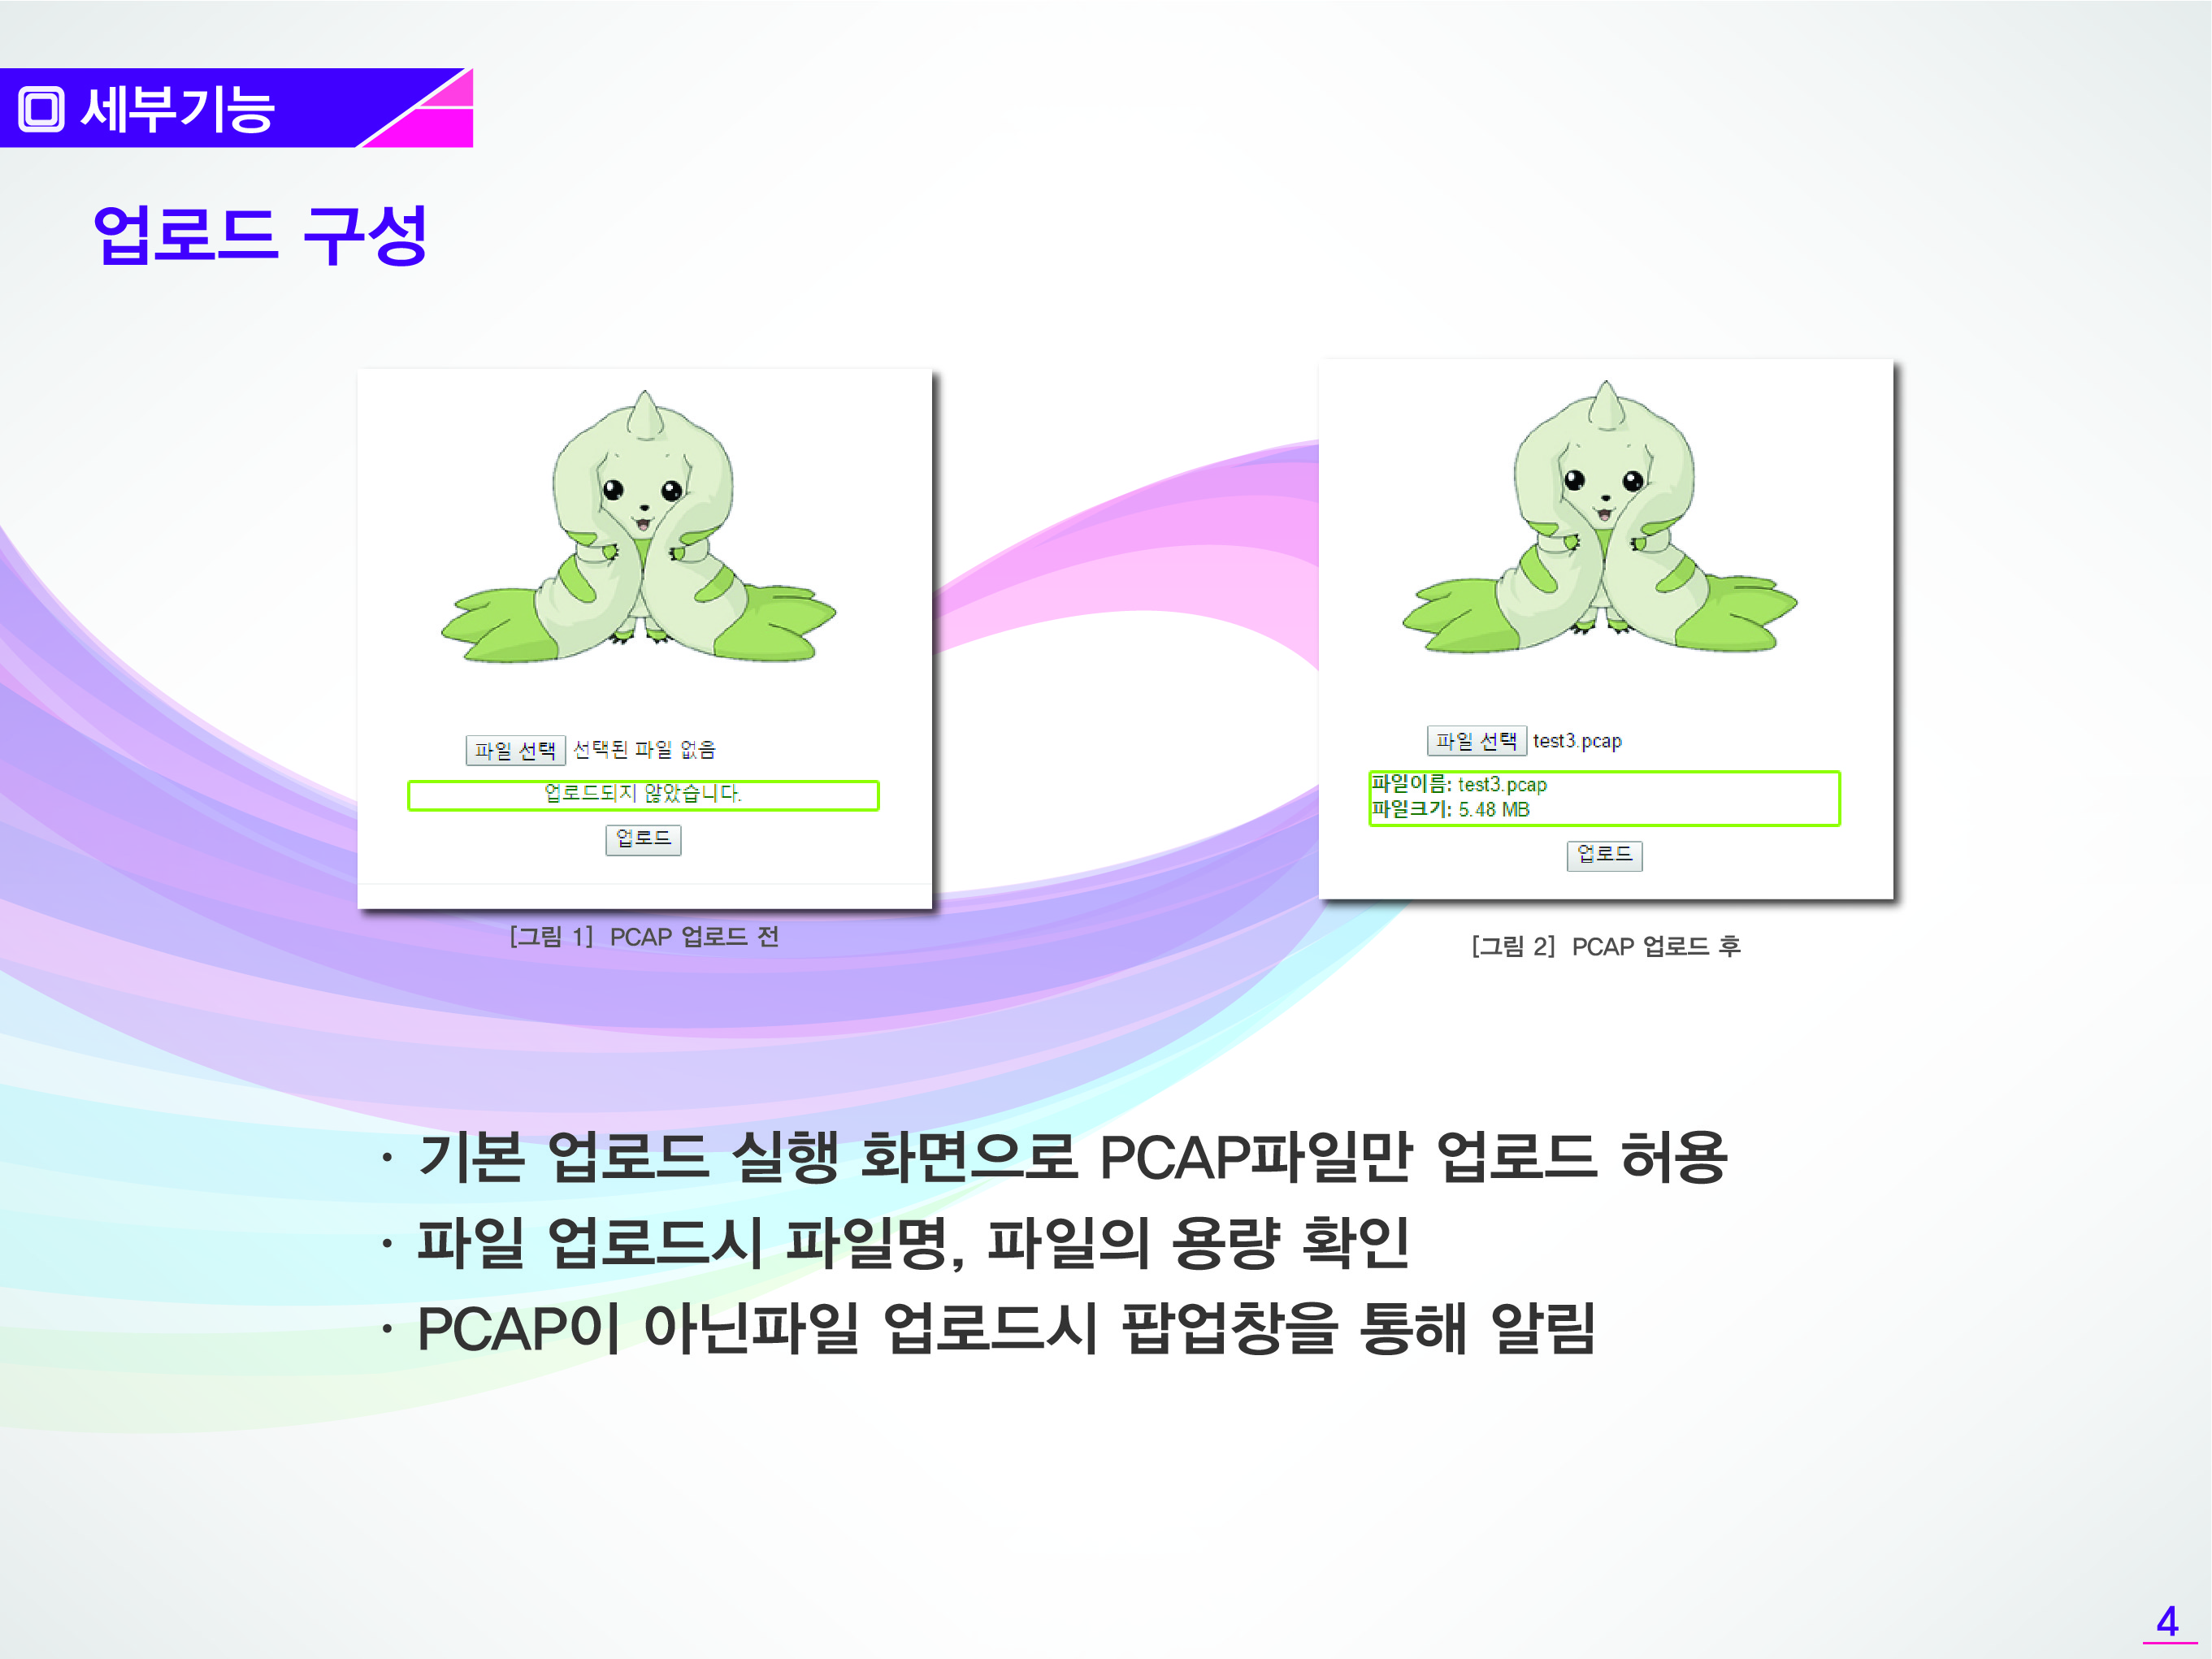 세부기능
업로드 구성
파일 선택 선택된 파일 없음
업로드되지 않았습니다.
업로드
[그림 1] PCAP 업로드 전
파일 선택 test3.pcap
파일이름: test3.pcap
파일크기: 5.48 MB
업로드
[그림 2] PCAP 업로드 후
· 기본 업로드 실행 화면으로 PCAP파일만 업로드 허용
· 파일 업로드시 파일명, 파일의 용량 확인
· PCAP이 아닌파일 업로드시 팝업창을 통해 알림
4